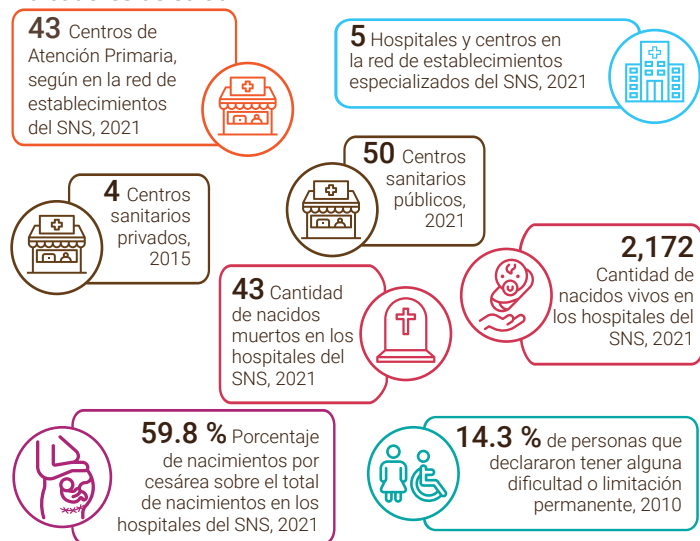 43 Centros de
Atención Primaria,
según en la red de
establecimientos
del SNS, 2021
5 Hospitales y centros en
la red de establecimientos
especializados del SNS, 2021
4 Centros
sanitarios
privados,
2015
50 Centros
sanitarios
públicos,
2021
43 Cantidad
de nacidos
muertos en los
hospitales del
SNS, 2021
2,172
Cantidad de
nacidos vivos en
los hospitales del
SNS, 2021
59.8 % Porcentaje
de nacimientos por
cesárea sobre el total
de nacimientos en los
hospitales del SNS, 2021
14.3 % de personas que
declararon tener alguna
dificultad o limitación
permanente, 2010